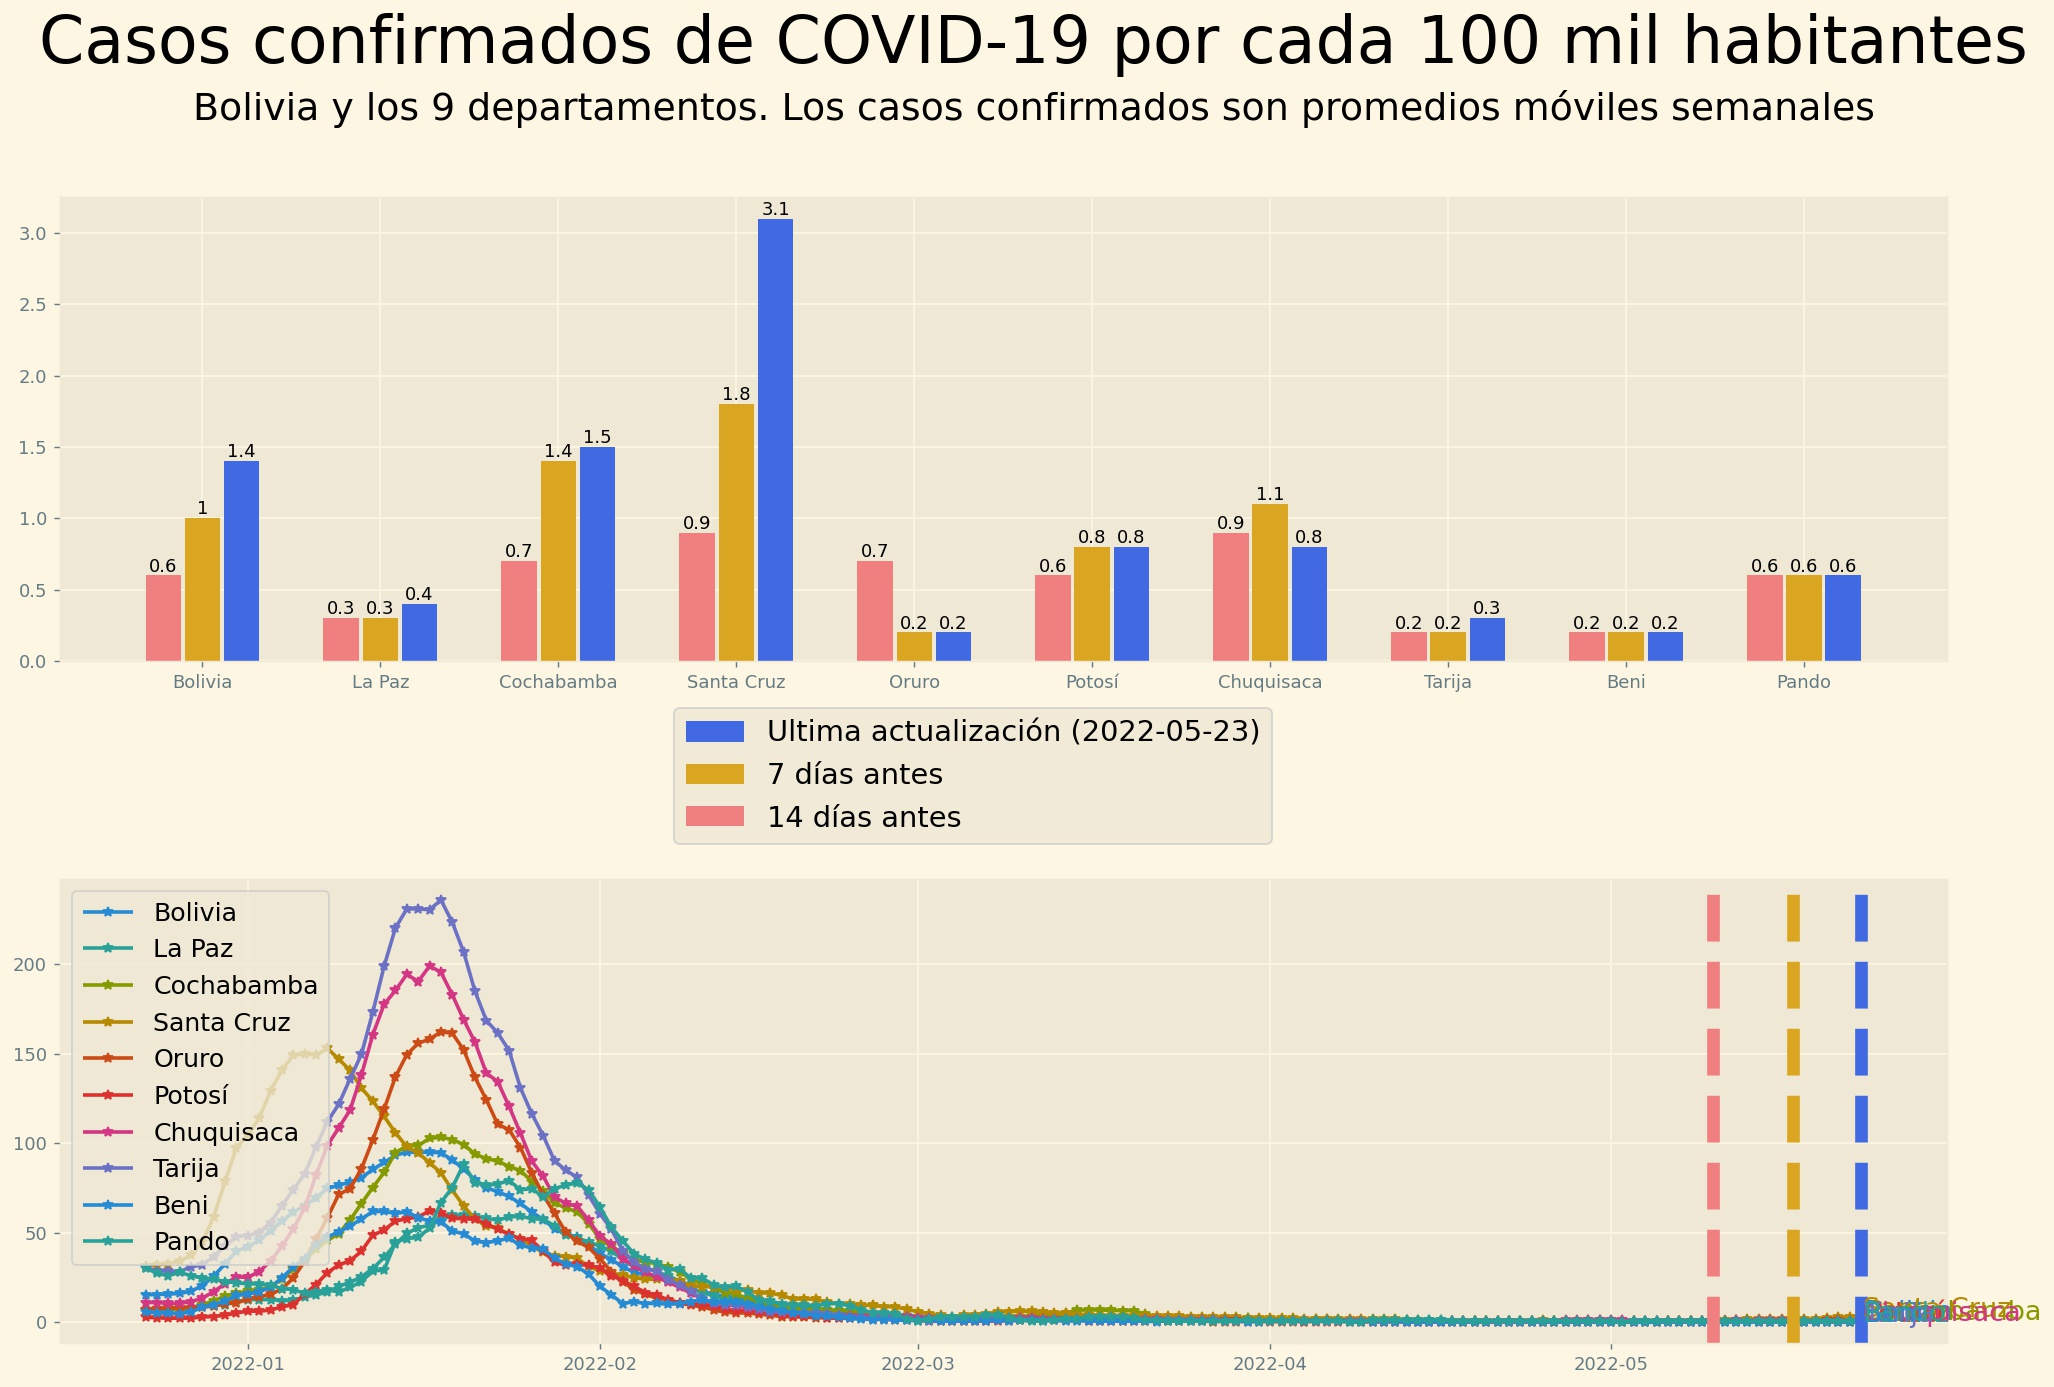 Casos confirmados de COVID-19 por cada 100 mil habitantes
Bolivia y los 9 departamentos. Los casos confirmados son promedios móviles semanales
3.0
2.5
2.0
1.5
1.0
0.5
0.0
0.6 1 1.4
0.3 0.3 0.4
0.7 1.4 1.5
0.9 1.8 3.1
0.7 0.2 0.2
0.6 0.8 0.8
0.9 1.1 0.8
0.2 0.2 0.3
0.2 0.2 0.2
0.6 0.6 0.6
Bolivia La Paz Cochabamba Santa Cruz Oruro Potosí Chuquisaca Tarija Beni Pando
Ultima actualización (2022-05-23)
7 días antes
14 días antes
200
150
100
50
0
Bolivia
La Paz
Cochabamba
Santa Cruz
Oruro
Potosí
Chuquisaca
Tarija
Beni
Pando
2022-01 2022-02 2022-03 2022-04 2022-05